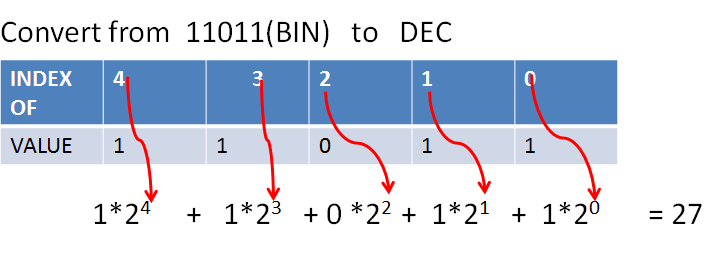 Convert from 11011(BIN) to DEC
INDEX OF 4 3 2 1 0
VALUE 1 1 0 1 1
1*2⁴ + 1*2³ + 0 *2² + 1*2¹ + 1*2⁰ = 27